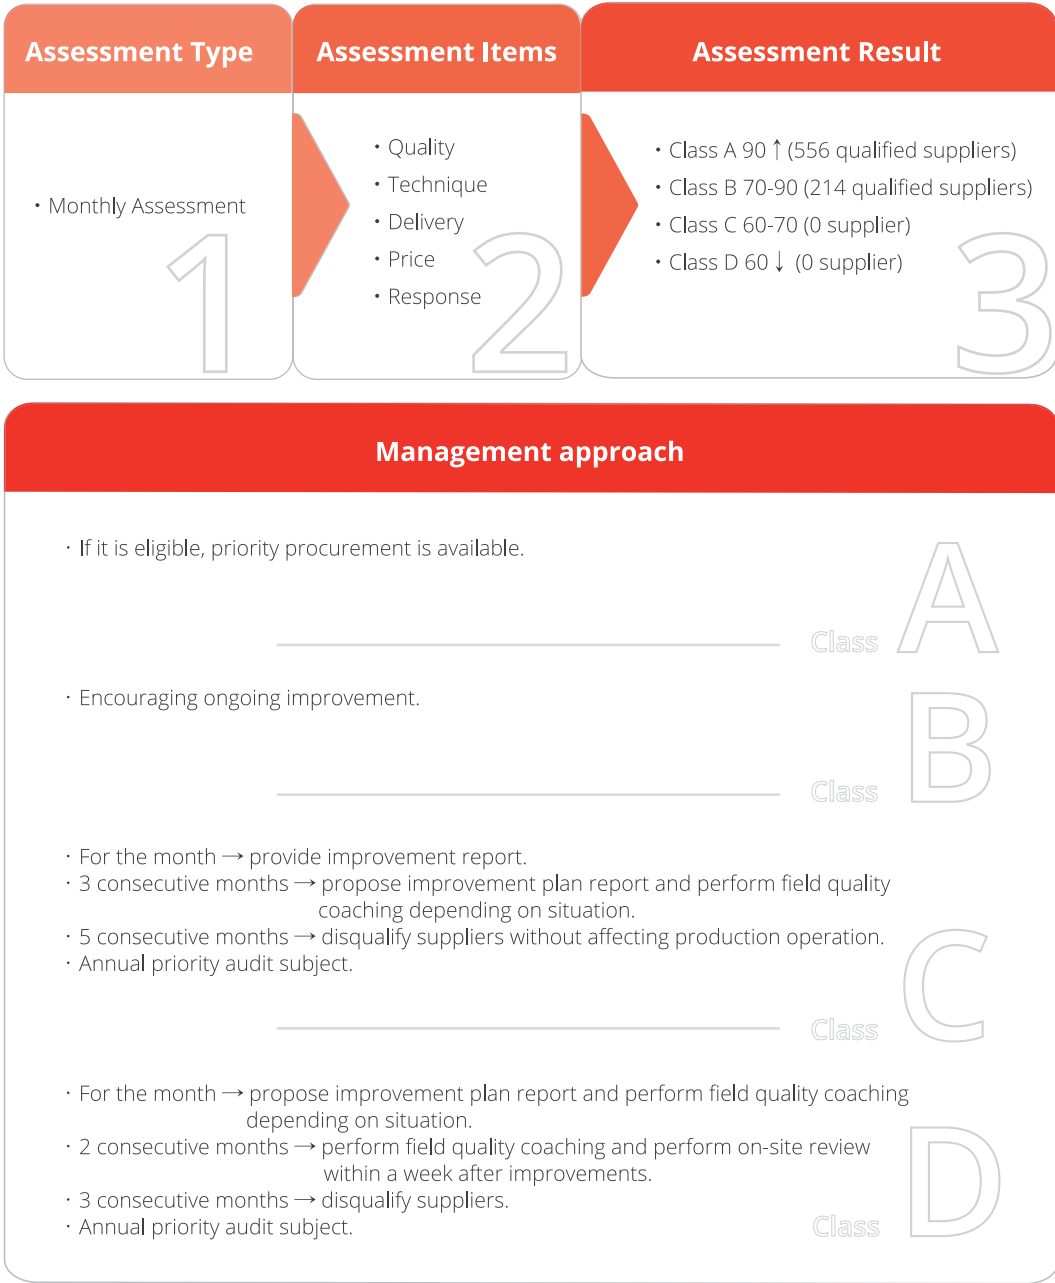 Assessment Type
・Monthly Assessment
1
Assessment Items
・Quality
・Technique
・Delivery
・Price
・Response
2
Assessment Result
・Class A 90↑(556 qualified suppliers)
・Class B 70-90 (214 qualified suppliers)
・Class C 60-70 (0 supplier)
・Class D 60↓ (0 supplier)
3
Management approach
・If it is eligible, priority procurement is available.
Class A
・Encouraging ongoing improvement.
Class B
・For the month → provide improvement report.
・3 consecutive months → propose improvement plan report and perform field quality
coaching depending on situation.
・5 consecutive months → disqualify suppliers without affecting production operation.
・Annual priority audit subject.
Class C
・For the month → propose improvement plan report and perform field quality coaching
depending on situation.
・2 consecutive months → perform field quality coaching and perform on-site review
within a week after improvements.
・3 consecutive months → disqualify suppliers.
・Annual priority audit subject.
Class D